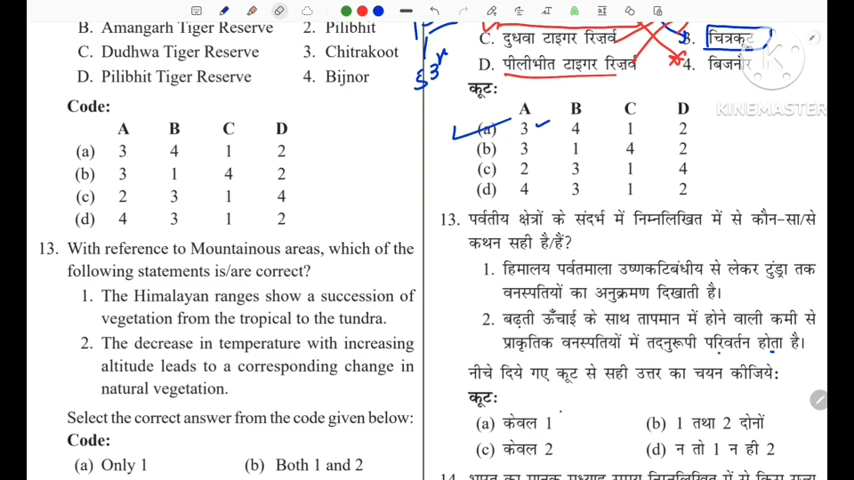 B. Amangarh Tiger Reserve 2. Pilibhit
C. Dudhwa Tiger Reserve 3. Chitrakoot
D. Pilibhit Tiger Reserve 4. Bijnor
Code:
A B C D
(a) 3 4 1 2
(b) 3 1 4 2
(c) 2 3 1 4
(d) 4 3 1 2
13. With reference to Mountainous areas, which of the
following statements is/are correct?
1. The Himalayan ranges show a succession of
vegetation from the tropical to the tundra.
2. The decrease in temperature with increasing
altitude leads to a corresponding change in
natural vegetation.
Select the correct answer from the code given below:
Code:
(a) Only 1 (b) Both 1 and 2
C. दुधवा टाइगर रिज़र्व 3. चित्रकूट
D. पीलीभीत टाइगर रिज़र्व 4. बिजनौर
कूटः
A B C D
(a) 3 4 1 2
(b) 3 1 4 2
(c) 2 3 1 4
(d) 4 3 1 2
13. पर्वतीय क्षेत्रों के संदर्भ में निम्नलिखित में से कौन-सा/से
कथन सही है/हैं?
1. हिमालय पर्वतमाला उष्णकटिबंधीय से लेकर टुंड्रा तक
वनस्पतियों का अनुक्रमण दिखाती है।
2. बढ़ती ऊँचाई के साथ तापमान में होने वाली कमी से
प्राकृतिक वनस्पतियों में तदनुरूपी परिवर्तन होता है।
नीचे दिये गए कूट से सही उत्तर का चयन कीजिये:
कूटः
(a) केवल 1 (b) 1 तथा 2 दोनों
(c) केवल 2 (d) न तो 1 न ही 2
KINEMASTER